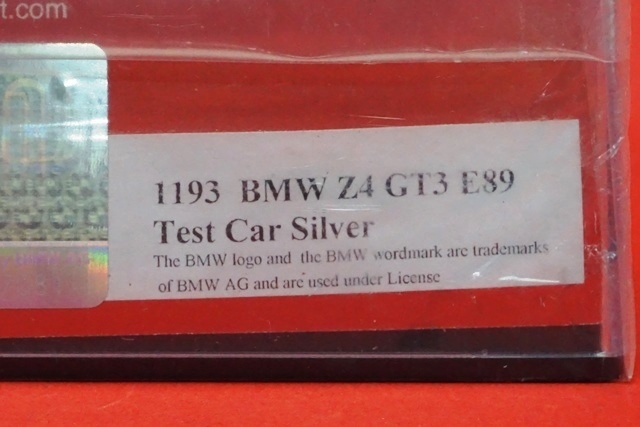 t.com
1193 BMW Z4 GT3 E89
Test Car Silver
The BMW logo and the BMW wordmark are trademarks
of BMW AG and are used under License